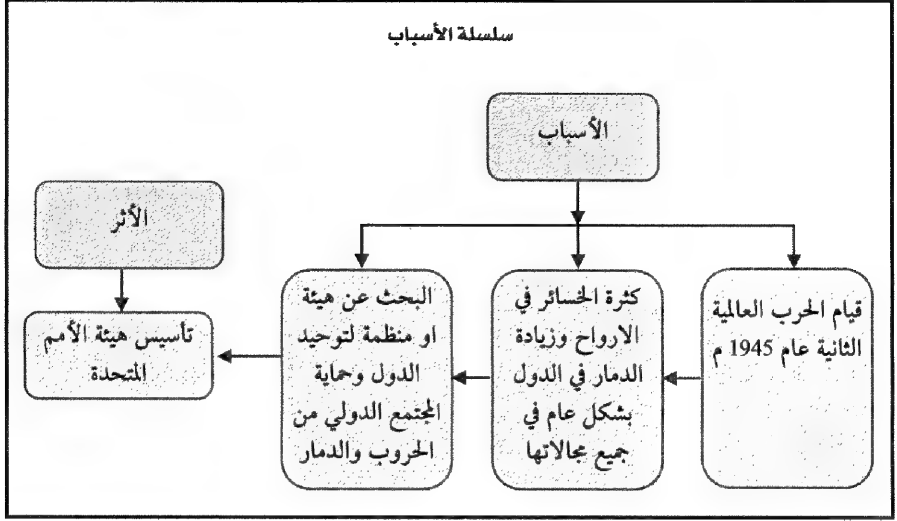 سلسلة الأسباب
الأسباب
الأثر
قيام الحرب العالمية
الثانية عام 1945 م
كثرة الخسائر في
الارواح وزيادة
الدمار في الدول
بشكل عام في
جميع مجالاتها
البحث عن هيئة
او منظمة لتوحيد
الدول وحماية
المجتمع الدولي من
الحروب والدمار
تأسيس هيئة الأمم
المتحدة